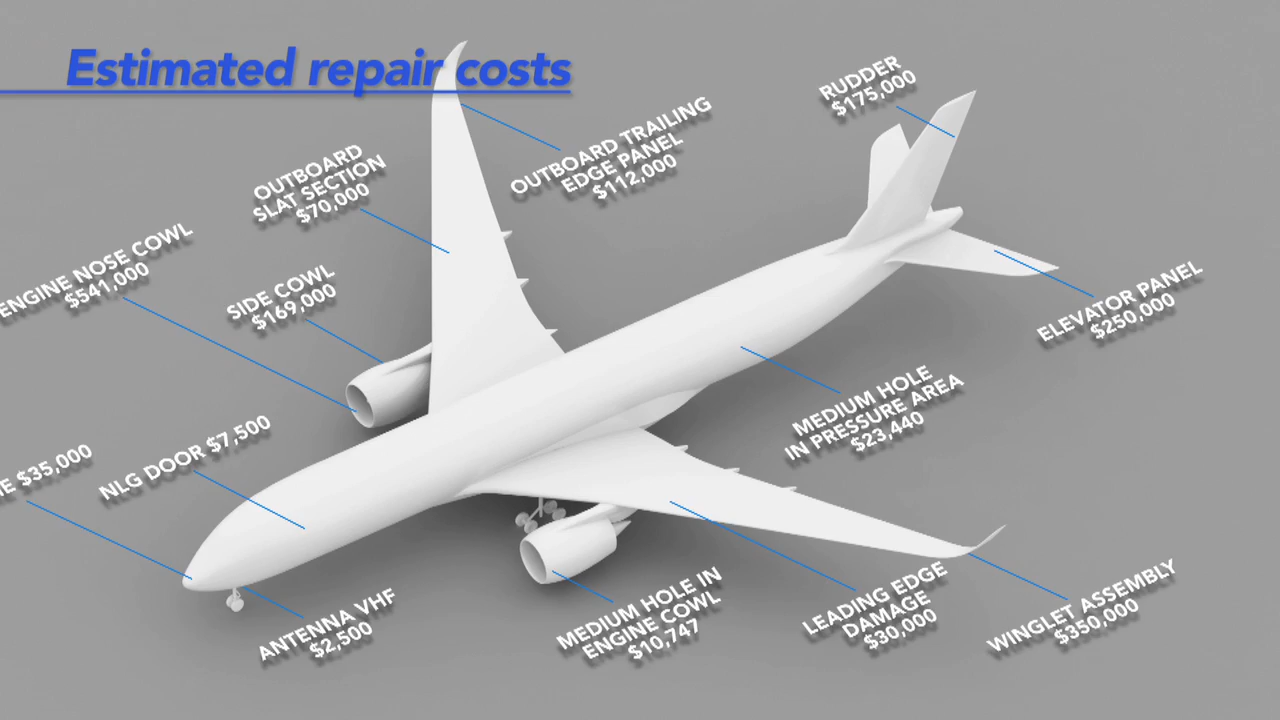 Estimated repair costs
RUDDER
$175,000
OUTBOARD TRAILING
EDGE PANEL
$112,000
OUTBOARD
SLAT SECTION
$70,000
ENGINE NOSE COWL
$541,000
SIDE COWL
$169,000
ELEVATOR PANEL
$250,000
MEDIUM HOLE
IN PRESSURE AREA
$23,440
$35,000
NLG DOOR $7,500
ANTENNA VHF
$2,500
MEDIUM HOLE IN
ENGINE COWL
$10,747
LEADING EDGE
DAMAGE
$30,000
WINGLET ASSEMBLY
$350,000